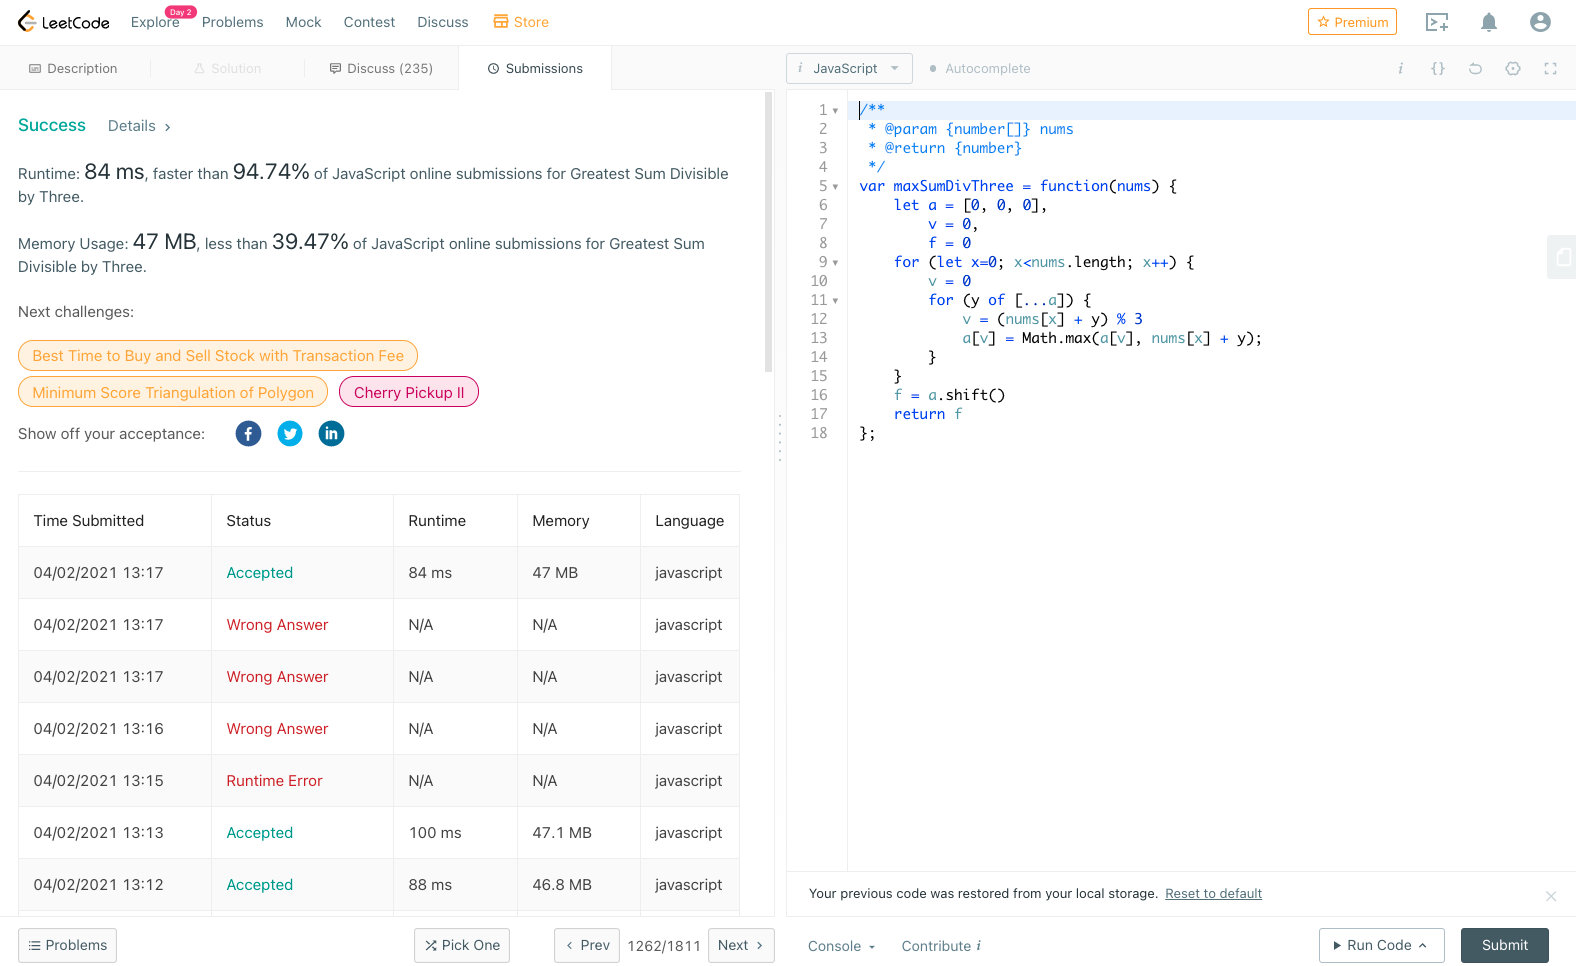 LeetCode Explore Day 2 Problems Mock Contest Discuss Store Premium
Description Solution Discuss (235) Submissions
i JavaScript Autocomplete i {}
Success Details >
Runtime: 84 ms, faster than 94.74% of JavaScript online submissions for Greatest Sum Divisible
by Three.
Memory Usage: 47 MB, less than 39.47% of JavaScript online submissions for Greatest Sum
Divisible by Three.
Next challenges:
Best Time to Buy and Sell Stock with Transaction Fee
Minimum Score Triangulation of Polygon Cherry Pickup II
Show off your acceptance:
Time Submitted Status Runtime Memory Language
04/02/2021 13:17 Accepted 84 ms 47 MB javascript
04/02/2021 13:17 Wrong Answer N/A N/A javascript
04/02/2021 13:17 Wrong Answer N/A N/A javascript
04/02/2021 13:16 Wrong Answer N/A N/A javascript
04/02/2021 13:15 Runtime Error N/A N/A javascript
04/02/2021 13:13 Accepted 100 ms 47.1 MB javascript
04/02/2021 13:12 Accepted 88 ms 46.8 MB javascript
1 /**
2  * @param {number[]} nums
3  * @return {number}
4  */
5 var maxSumDivThree = function(nums) {
6     let a = [0, 0, 0],
7         v = 0,
8         f = 0
9     for (let x=0; x<nums.length; x++) {
10         v = 0
11         for (y of [...a]) {
12             v = (nums[x] + y) % 3
13             a[v] = Math.max(a[v], nums[x] + y);
14         }
15     }
16     f = a.shift()
17     return f
18 };
Your previous code was restored from your local storage. Reset to default
Problems Pick One < Prev 1262/1811 Next > Console Contribute i Run Code Submit